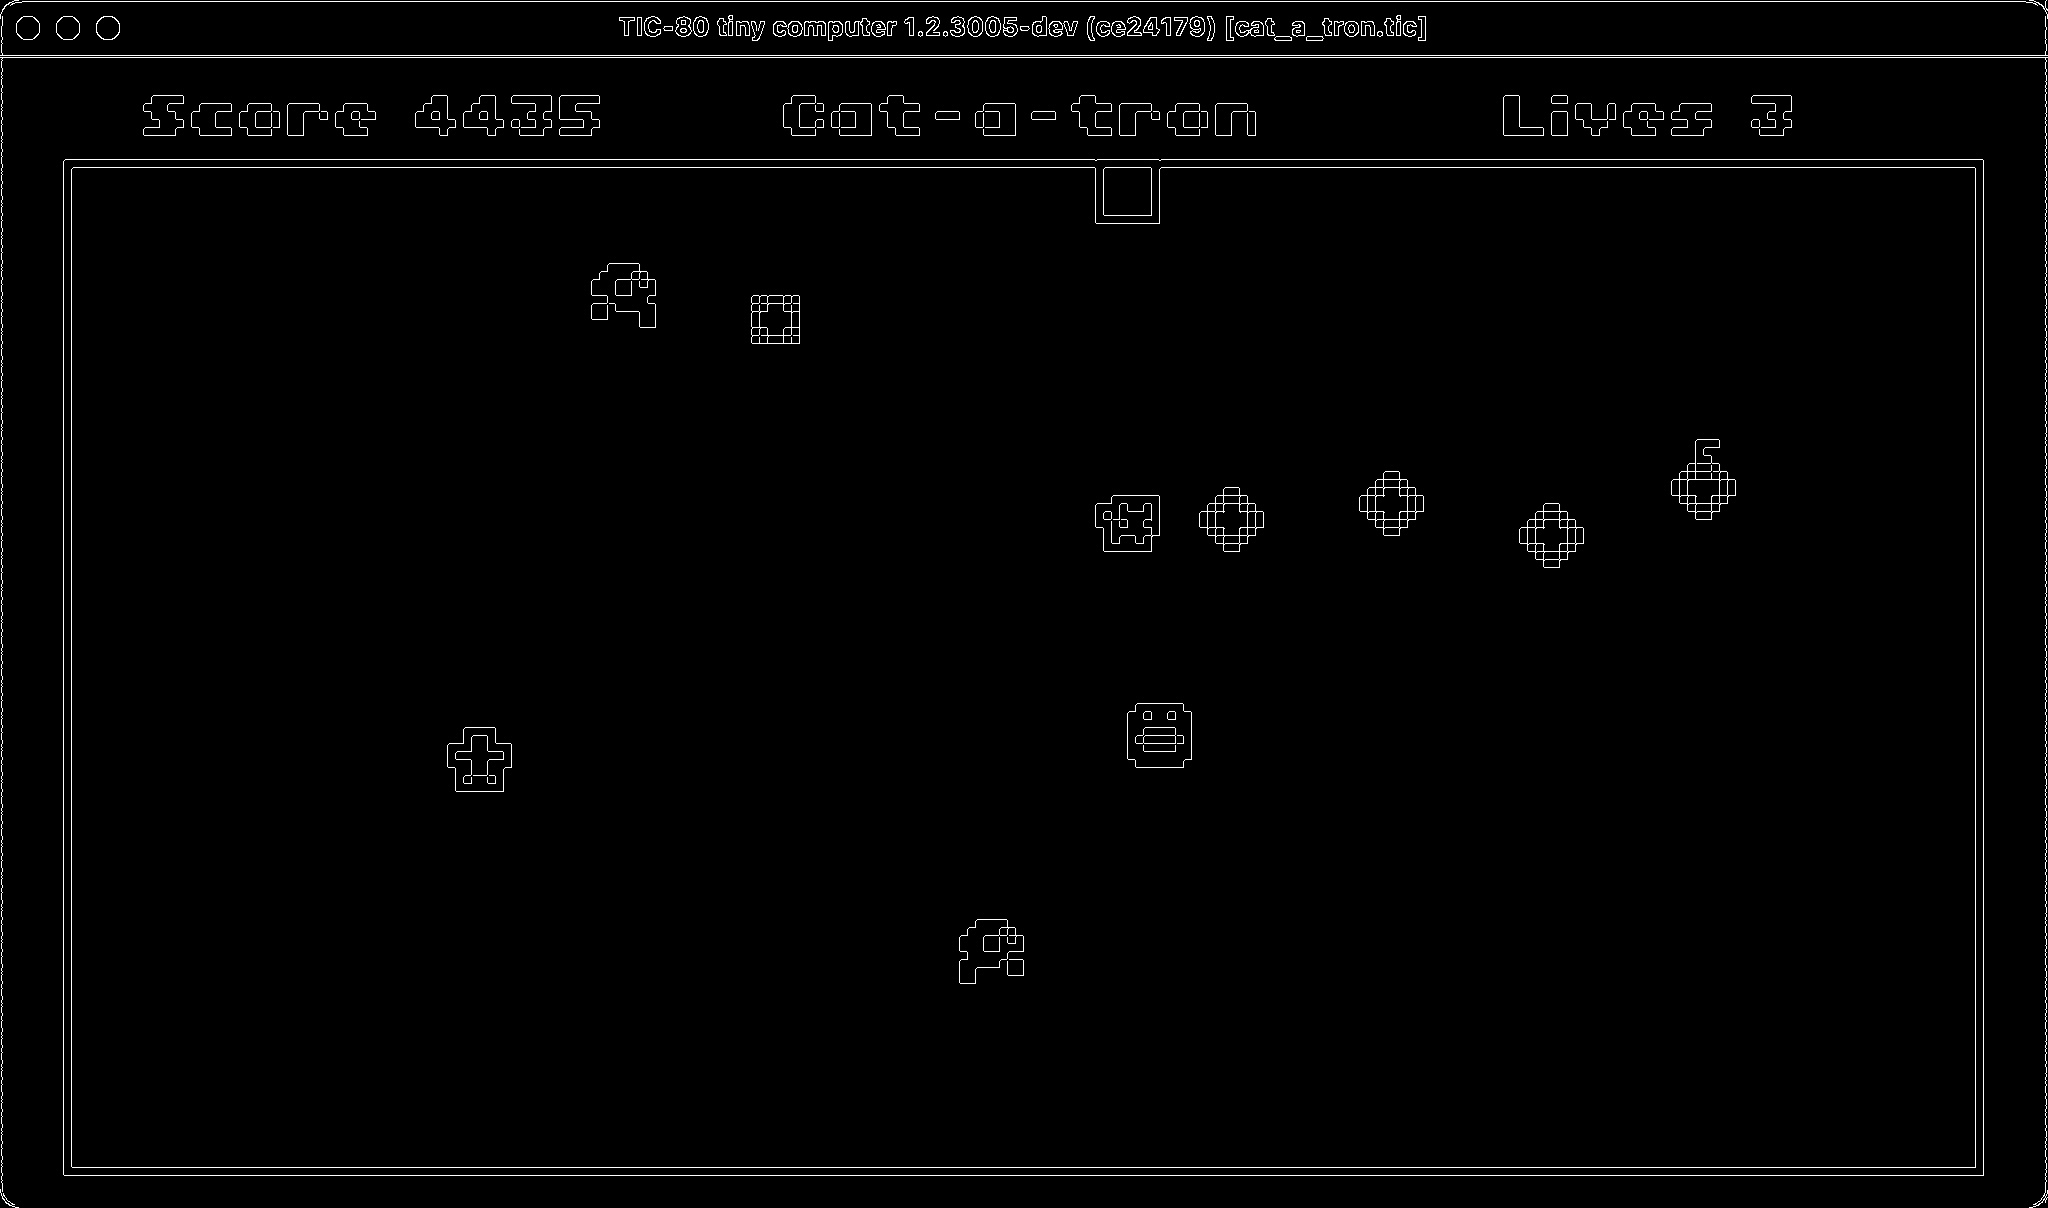 TIC-80 tiny computer 1.2.3005-dev (ce24179) [cat_a_tron.tic]
Score 4435 Cat-a-tron Lives 3